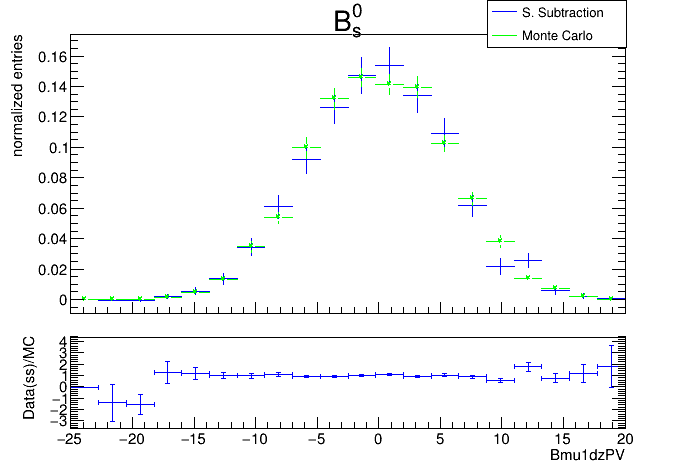 B_s^0
S. Subtraction
Monte Carlo
normalized entries
0.16
0.14
0.12
0.1
0.08
0.06
0.04
0.02
0
Data(ss)/MC
4
3
2
1
0
−1
−2
−3
−25 −20 −15 −10 −5 0 5 10 15 20
Bmu1dzPV